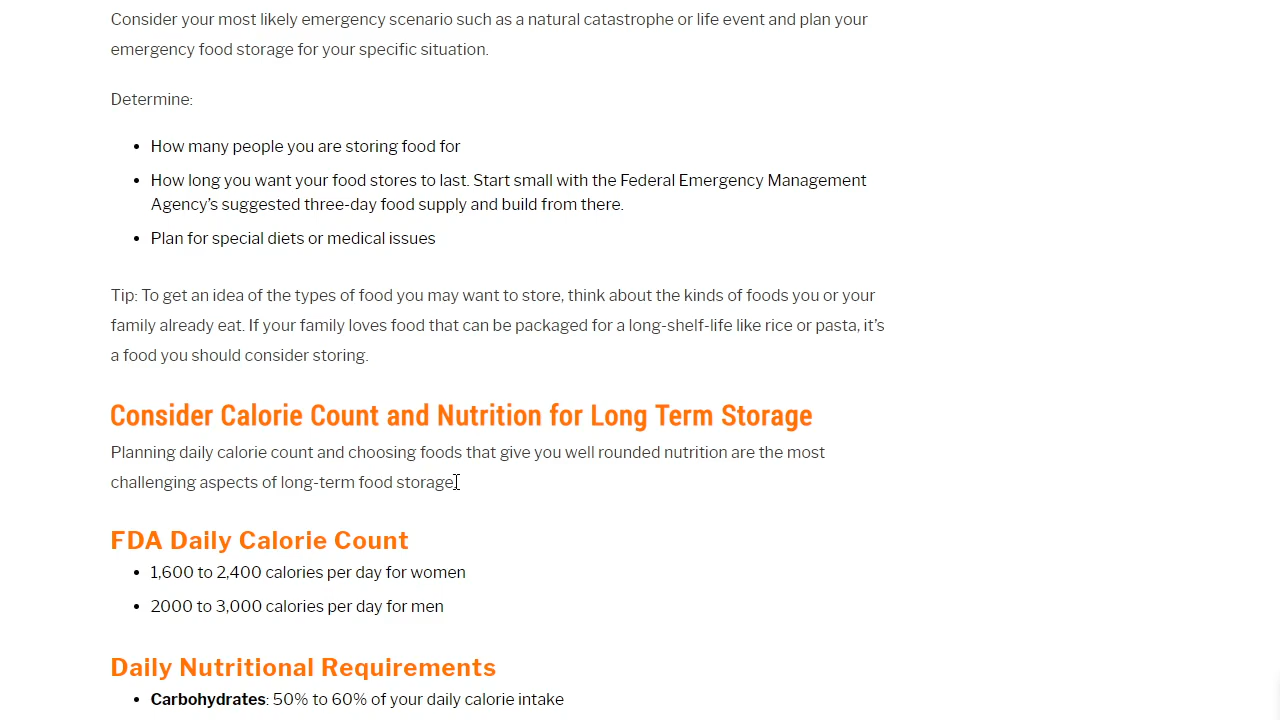 Consider your most likely emergency scenario such as a natural catastrophe or life event and plan your
emergency food storage for your specific situation.
Determine:
• How many people you are storing food for
• How long you want your food stores to last. Start small with the Federal Emergency Management
Agency’s suggested three-day food supply and build from there.
• Plan for special diets or medical issues
Tip: To get an idea of the types of food you may want to store, think about the kinds of foods you or your
family already eat. If your family loves food that can be packaged for a long-shelf-life like rice or pasta, it’s
a food you should consider storing.
Consider Calorie Count and Nutrition for Long Term Storage
Planning daily calorie count and choosing foods that give you well rounded nutrition are the most
challenging aspects of long-term food storage.
FDA Daily Calorie Count
• 1,600 to 2,400 calories per day for women
• 2000 to 3,000 calories per day for men
Daily Nutritional Requirements
• Carbohydrates: 50% to 60% of your daily calorie intake